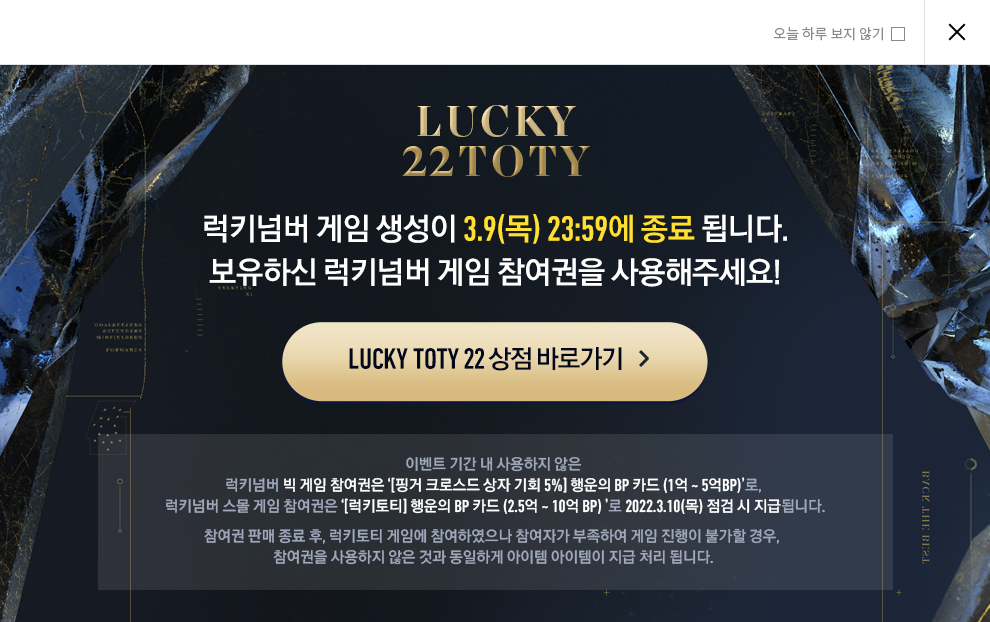 오늘 하루 보지 않기
LUCKY
22TOTY
럭키넘버 게임 생성이 3.9(목) 23:59에 종료 됩니다.
보유하신 럭키넘버 게임 참여권을 사용해주세요!
LUCKY TOTY 22 상점 바로가기
이벤트 기간 내 사용하지 않은
럭키넘버 빅 게임 참여권은 ‘[핑거 크로스드 상자 기회 5%] 행운의 BP 카드 (1억 ~ 5억BP)’로,
럭키넘버 스몰 게임 참여권은 ‘[럭키토티] 행운의 BP 카드 (2.5억 ~ 10억 BP) ’로 2022.3.10(목) 점검 시 지급됩니다.
참여권 판매 종료 후, 럭키토티 게임에 참여하였으나 참여자가 부족하여 게임 진행이 불가할 경우,
참여권을 사용하지 않은 것과 동일하게 아이템 아이템이 지급 처리 됩니다.